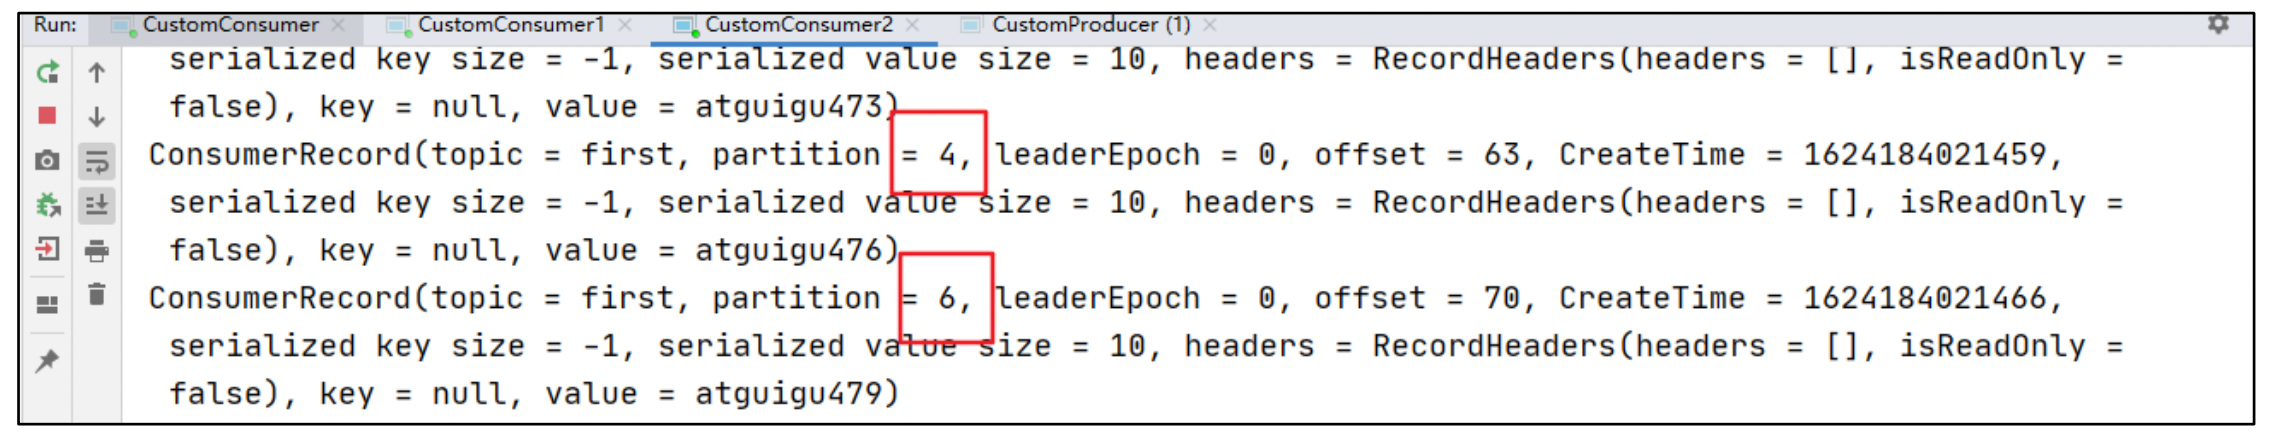 Run: CustomConsumer × CustomConsumer1 × CustomConsumer2 × CustomProducer (1) ×
serialized key size = -1, serialized value size = 10, headers = RecordHeaders(headers = [], isReadOnly =
false), key = null, value = atguigu473)
ConsumerRecord(topic = first, partition = 4, leaderEpoch = 0, offset = 63, CreateTime = 1624184021459,
serialized key size = -1, serialized value size = 10, headers = RecordHeaders(headers = [], isReadOnly =
false), key = null, value = atguigu476)
ConsumerRecord(topic = first, partition = 6, leaderEpoch = 0, offset = 70, CreateTime = 1624184021466,
serialized key size = -1, serialized value size = 10, headers = RecordHeaders(headers = [], isReadOnly =
false), key = null, value = atguigu479)